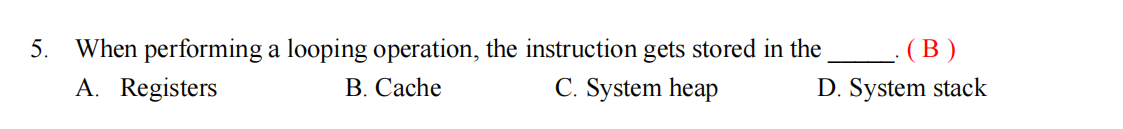 5. When performing a looping operation, the instruction gets stored in the ______. ( B )
A. Registers B. Cache C. System heap D. System stack